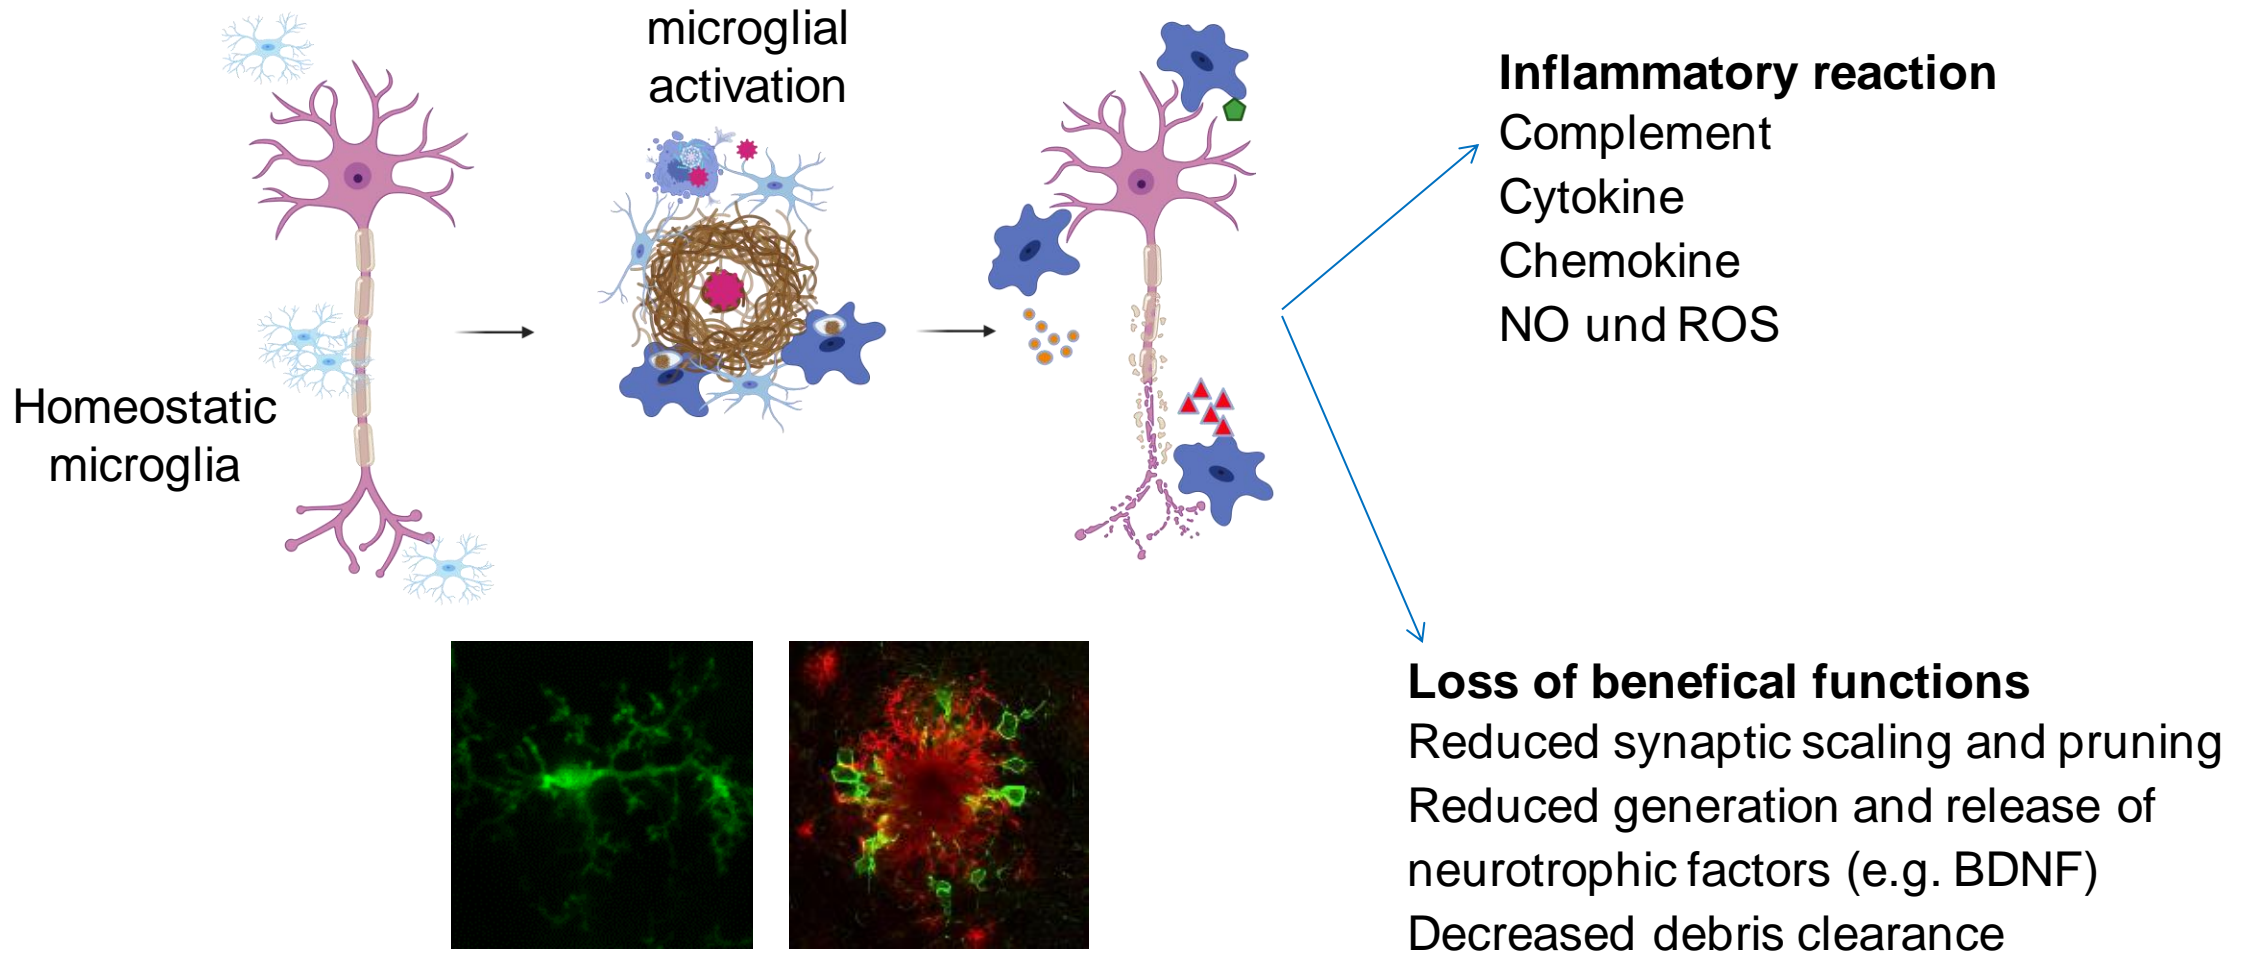 microglial
activation
Homeostatic
microglia
Inflammatory reaction
Complement
Cytokine
Chemokine
NO und ROS
Loss of benefical functions
Reduced synaptic scaling and pruning
Reduced generation and release of
neurotrophic factors (e.g. BDNF)
Decreased debris clearance